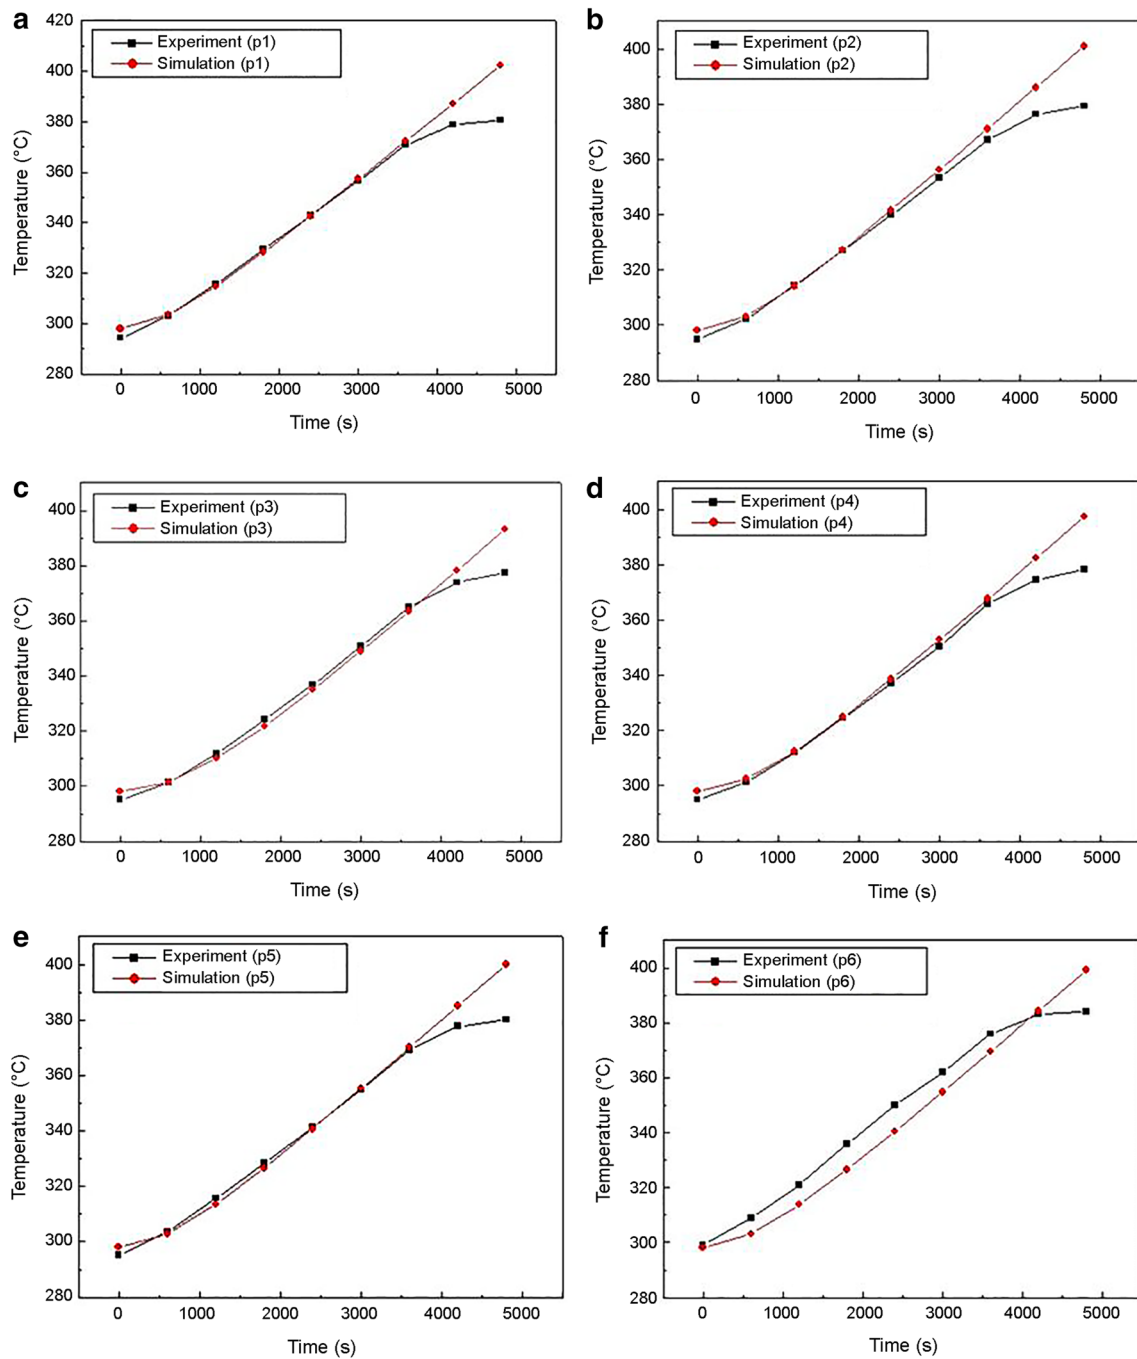 a
420
400
380
360
340
320
300
280
Temperature (°C)
Experiment (p1)
Simulation (p1)
0 1000 2000 3000 4000 5000
Time (s)
b
400
380
360
340
320
300
280
Temperature (°C)
Experiment (p2)
Simulation (p2)
0 1000 2000 3000 4000 5000
Time (s)
c
400
380
360
340
320
300
280
Temperature (°C)
Experiment (p3)
Simulation (p3)
0 1000 2000 3000 4000 5000
Time (s)
d
400
380
360
340
320
300
280
Temperature (°C)
Experiment (p4)
Simulation (p4)
0 1000 2000 3000 4000 5000
Time (s)
e
400
380
360
340
320
300
280
Temperature (°C)
Experiment (p5)
Simulation (p5)
0 1000 2000 3000 4000 5000
Time (s)
f
400
380
360
340
320
300
280
Temperature (°C)
Experiment (p6)
Simulation (p6)
0 1000 2000 3000 4000 5000
Time (s)